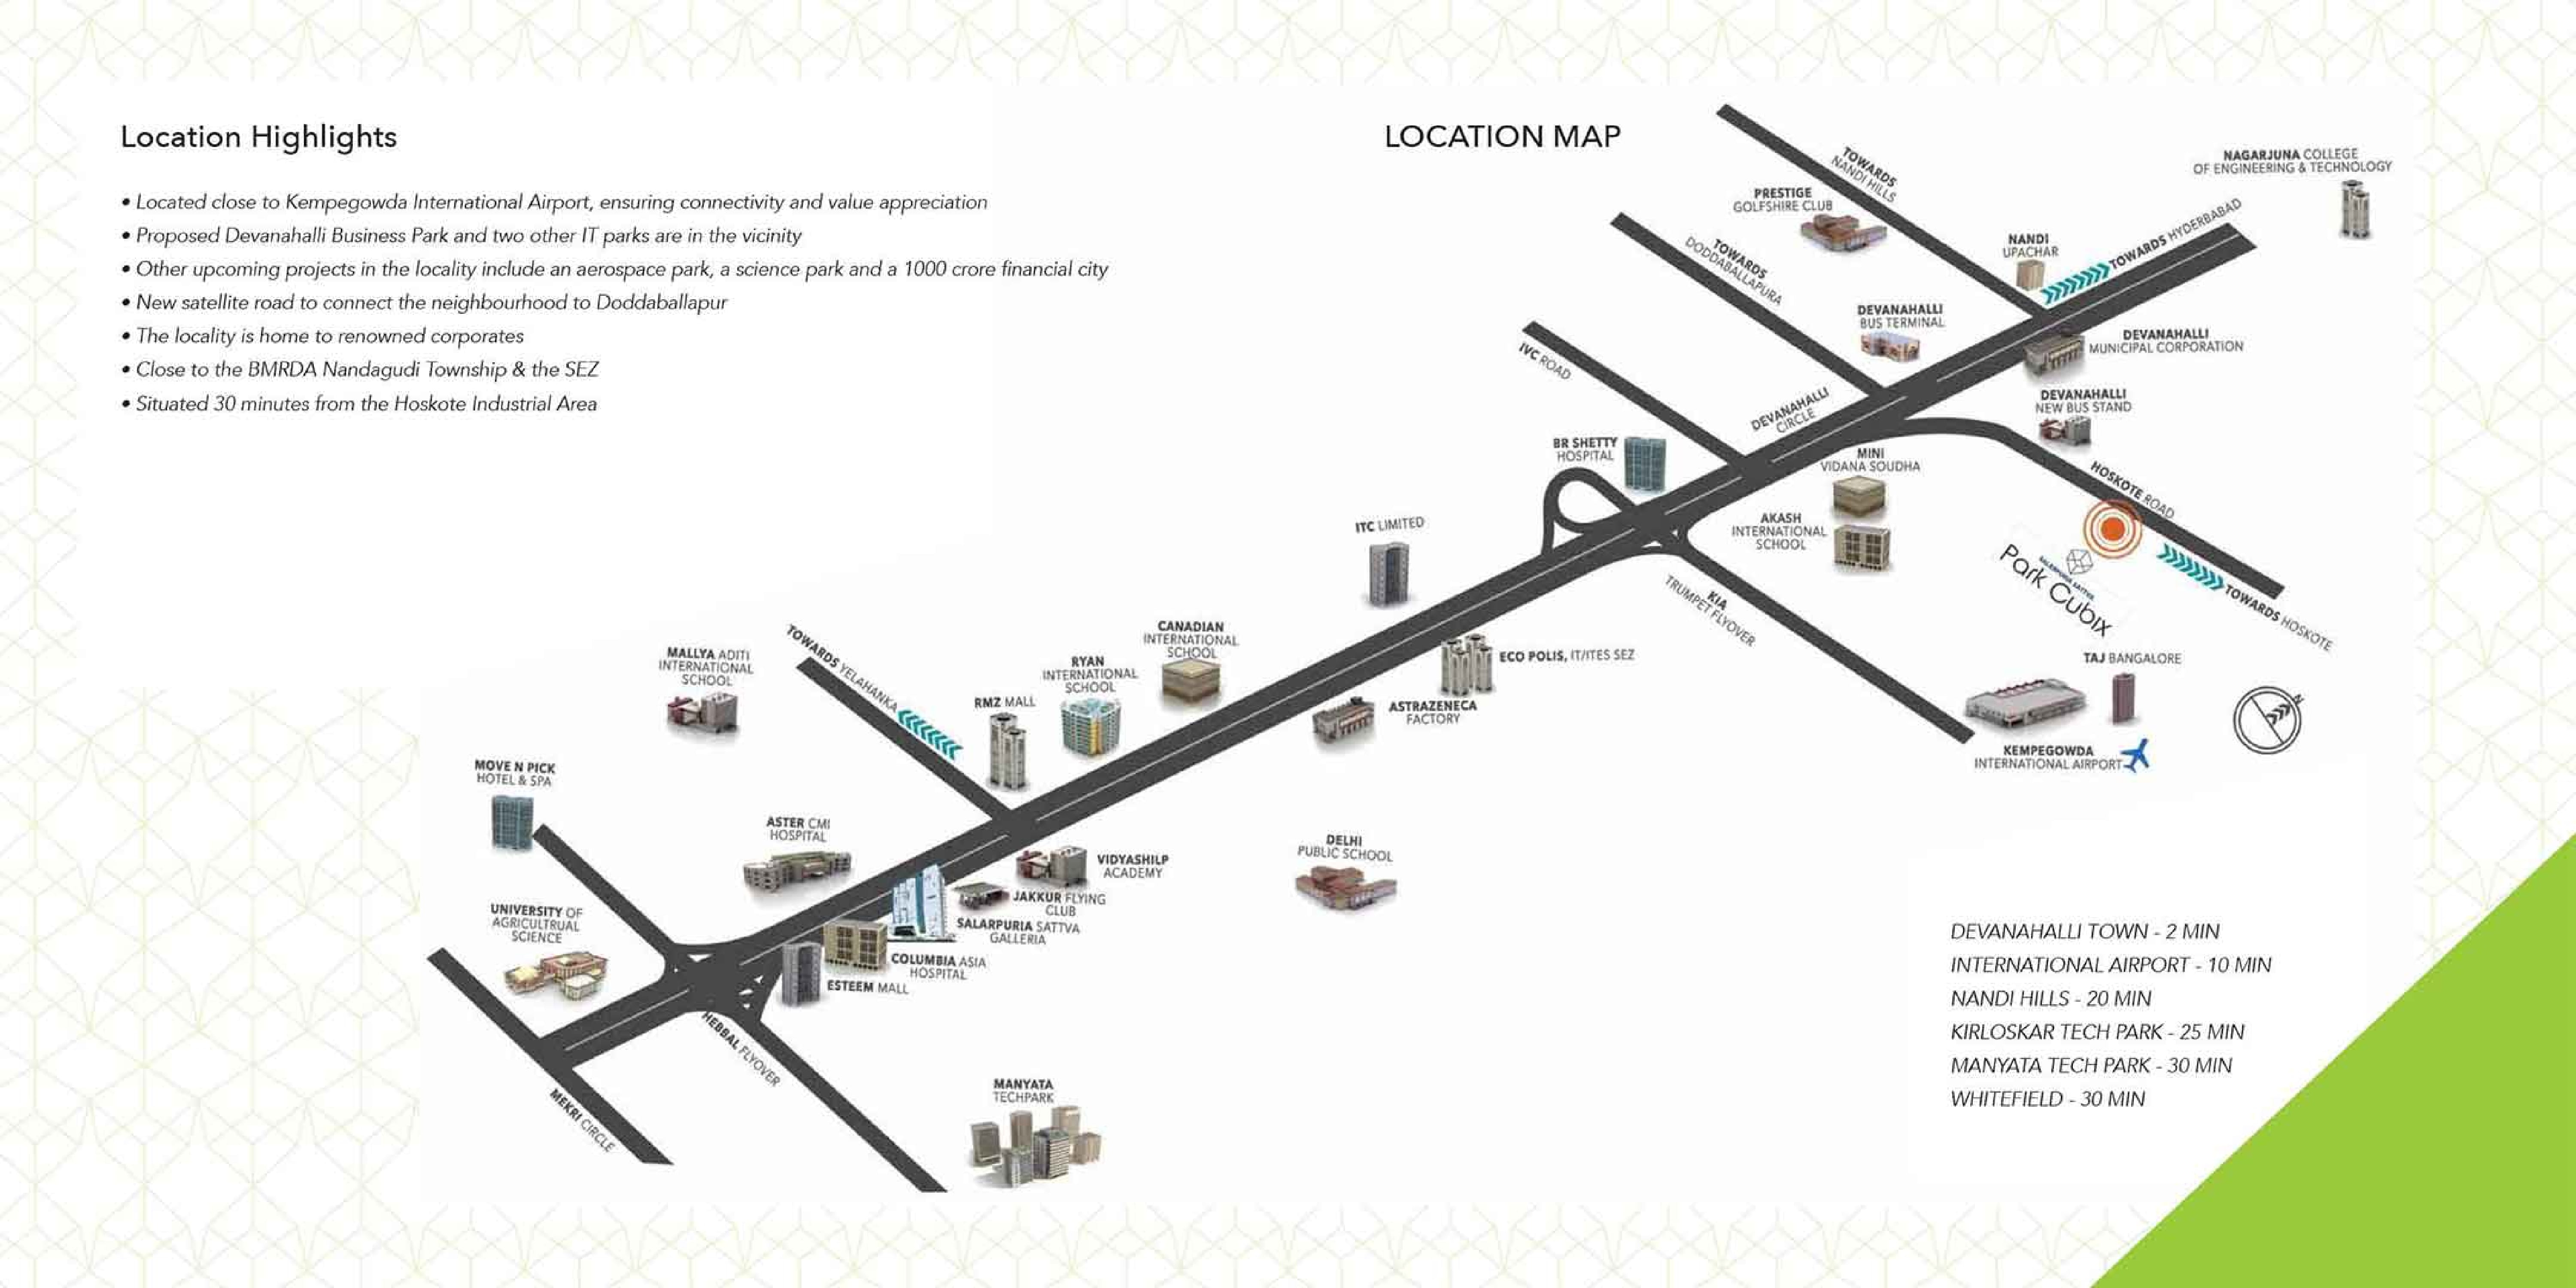 Location Highlights
• Located close to Kempegowda International Airport, ensuring connectivity and value appreciation
• Proposed Devanahalli Business Park and two other IT parks are in the vicinity
• Other upcoming projects in the locality include an aerospace park, a science park and a 1000 crore financial city
• New satellite road to connect the neighbourhood to Doddaballapur
• The locality is home to renowned corporates
• Close to the BMRDA Nandagudi Township & the SEZ
• Situated 30 minutes from the Hoskote Industrial Area
LOCATION MAP
TOWARDS
NANDI HILLS
NAGARJUNA COLLEGE
OF ENGINEERING & TECHNOLOGY
PRESTIGE
GOLFSHIRE CLUB
TOWARDS
DODDABALLAPURA
NANDI
UPACHAR
TOWARDS HYDERBABAD
DEVANAHALLI
BUS TERMINAL
DEVANAHALLI
MUNICIPAL CORPORATION
IVC ROAD
DEVANAHALLI
CIRCLE
DEVANAHALLI
NEW BUS STAND
BR SHETTY
HOSPITAL
MINI
VIDANA SOUDHA
HOSKOTE ROAD
ITC LIMITED
AKASH
INTERNATIONAL
SCHOOL
SALARPURIA SATTVA
Park Cubix
TOWARDS HOSKOTE
KIA
TRUMPET FLYOVER
CANADIAN
INTERNATIONAL
SCHOOL
ECO POLIS, IT/ITES SEZ
TAJ BANGALORE
MALLYA ADITI
INTERNATIONAL
SCHOOL
TOWARDS YELAHANKA
RYAN
INTERNATIONAL
SCHOOL
RMZ MALL
ASTRAZENECA
FACTORY
N
KEMPEGOWDA
INTERNATIONAL AIRPORT
MOVE N PICK
HOTEL & SPA
ASTER CMI
HOSPITAL
DELHI
PUBLIC SCHOOL
VIDYASHILP
ACADEMY
JAKKUR FLYING
CLUB
SALARPURIA SATTVA
GALLERIA
UNIVERSITY OF
AGRICULTRUAL
SCIENCE
COLUMBIA ASIA
HOSPITAL
ESTEEM MALL
HEBBAL FLYOVER
MEKRI CIRCLE
MANYATA
TECHPARK
DEVANAHALLI TOWN - 2 MIN
INTERNATIONAL AIRPORT - 10 MIN
NANDI HILLS - 20 MIN
KIRLOSKAR TECH PARK - 25 MIN
MANYATA TECH PARK - 30 MIN
WHITEFIELD - 30 MIN